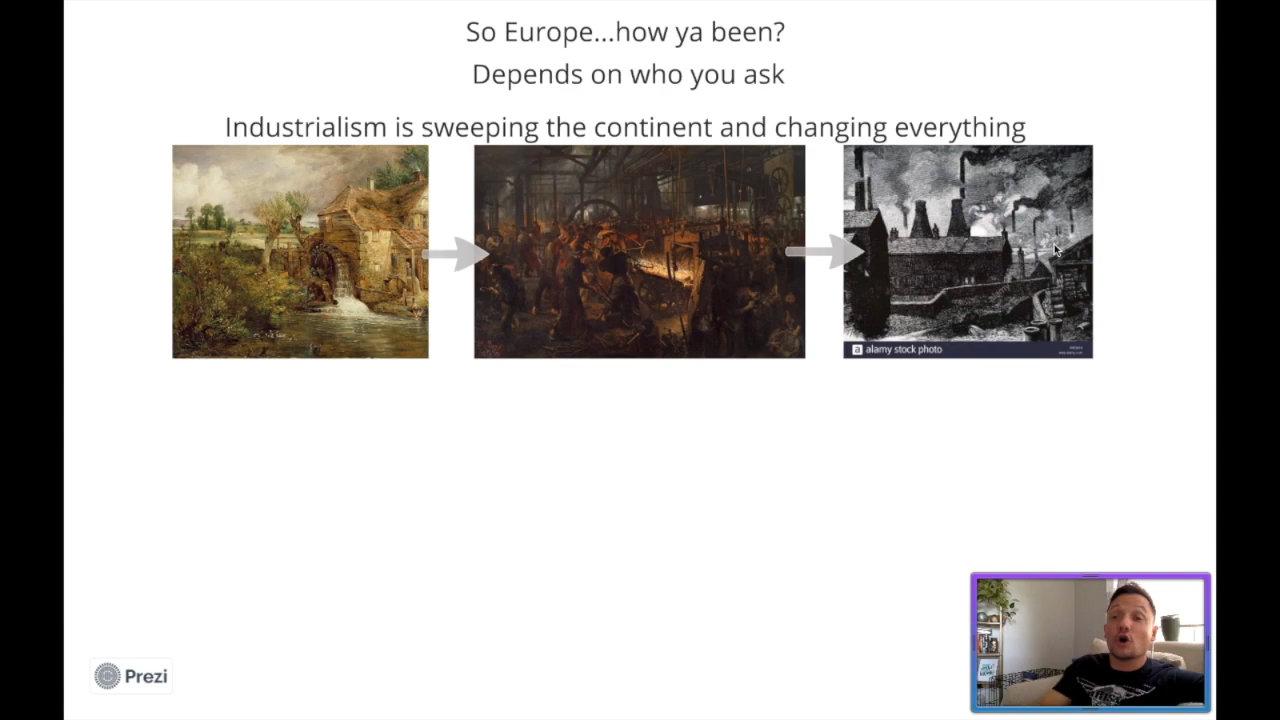 So Europe...how ya been?
Depends on who you ask
Industrialism is sweeping the continent and changing everything
a alamy stock photo
Prezi